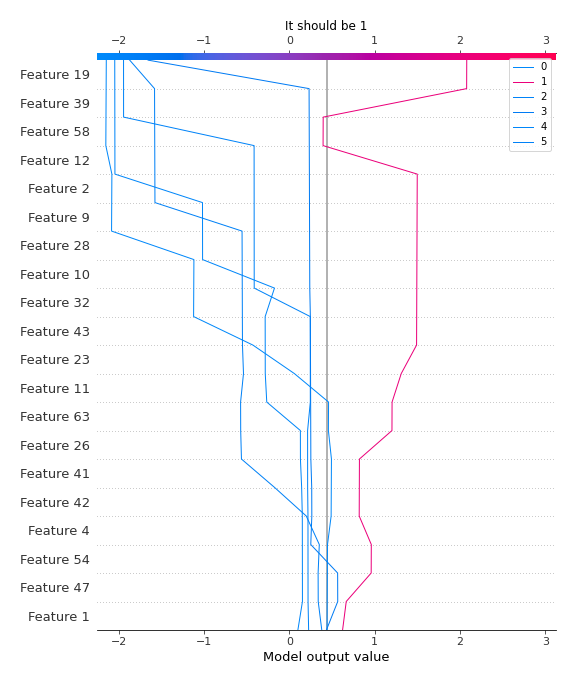 It should be 1
−2 −1 0 1 2 3
Feature 19
Feature 39
Feature 58
Feature 12
Feature 2
Feature 9
Feature 28
Feature 10
Feature 32
Feature 43
Feature 23
Feature 11
Feature 63
Feature 26
Feature 41
Feature 42
Feature 4
Feature 54
Feature 47
Feature 1
0
1
2
3
4
5
−2 −1 0 1 2 3
Model output value